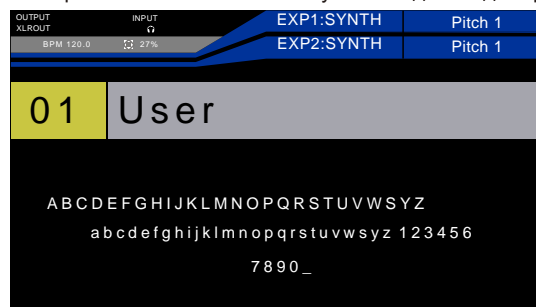 OUTPUT INPUT EXP1:SYNTH Pitch 1
XLROUT
BPM 120.0 27% EXP2:SYNTH Pitch 1
01 User
ABCDEFGHIJKLMNOPQRSTUVWSYZ
abcdefghijklmnopqrstuvwsyz 123456
7890_